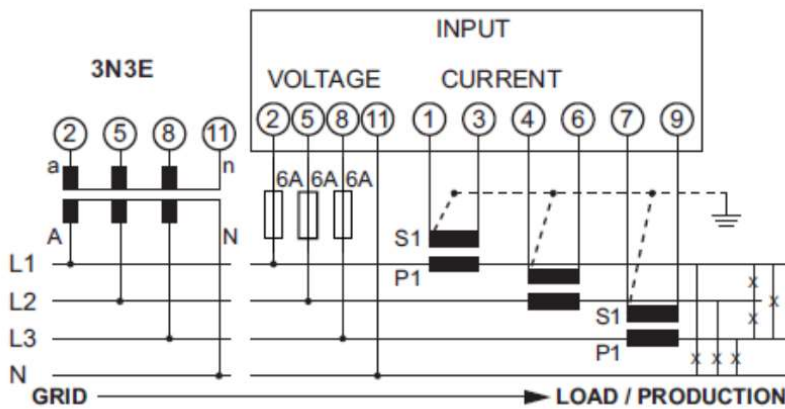 INPUT
3N3E
VOLTAGE CURRENT
2 5 8 11 2 5 8 11 1 3 4 6 7 9
a n
6A 6A 6A
A N S1
L1 P1
L2 x x
S1
L3 P1 x
N x x x
GRID LOAD / PRODUCTION